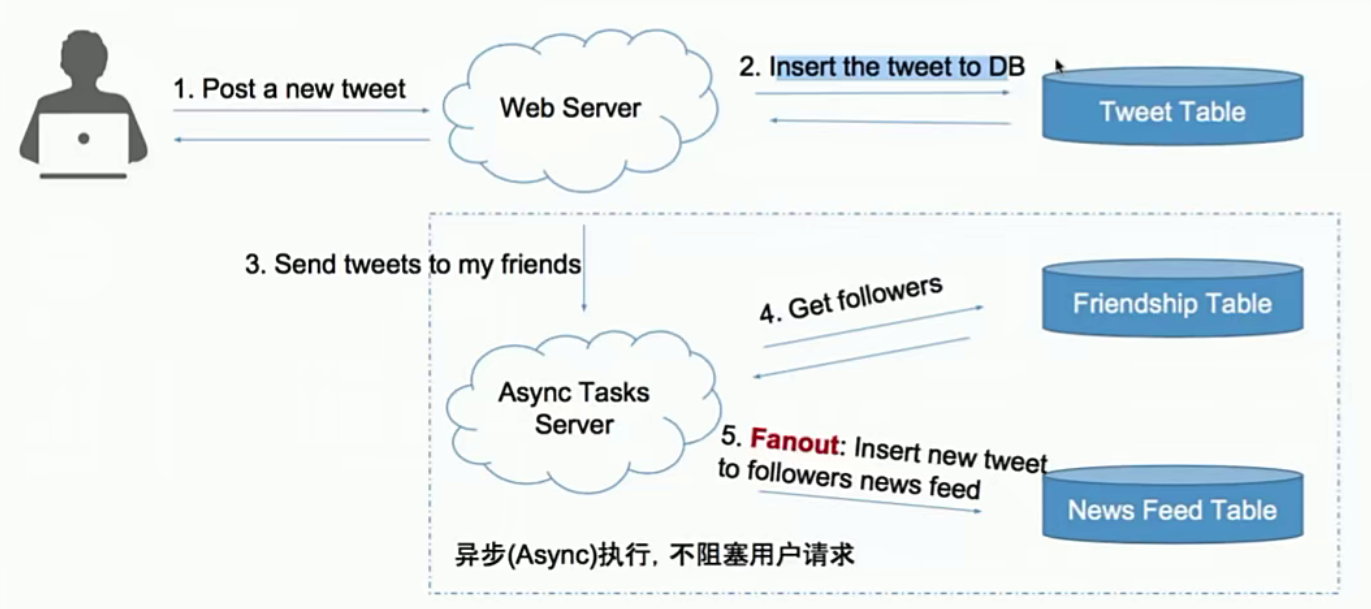 1. Post a new tweet
Web Server
2. Insert the tweet to DB
Tweet Table
3. Send tweets to my friends
4. Get followers
Friendship Table
Async Tasks
Server
5. Fanout: Insert new tweet
to followers news feed
News Feed Table
异步(Async)执行, 不阻塞用户请求